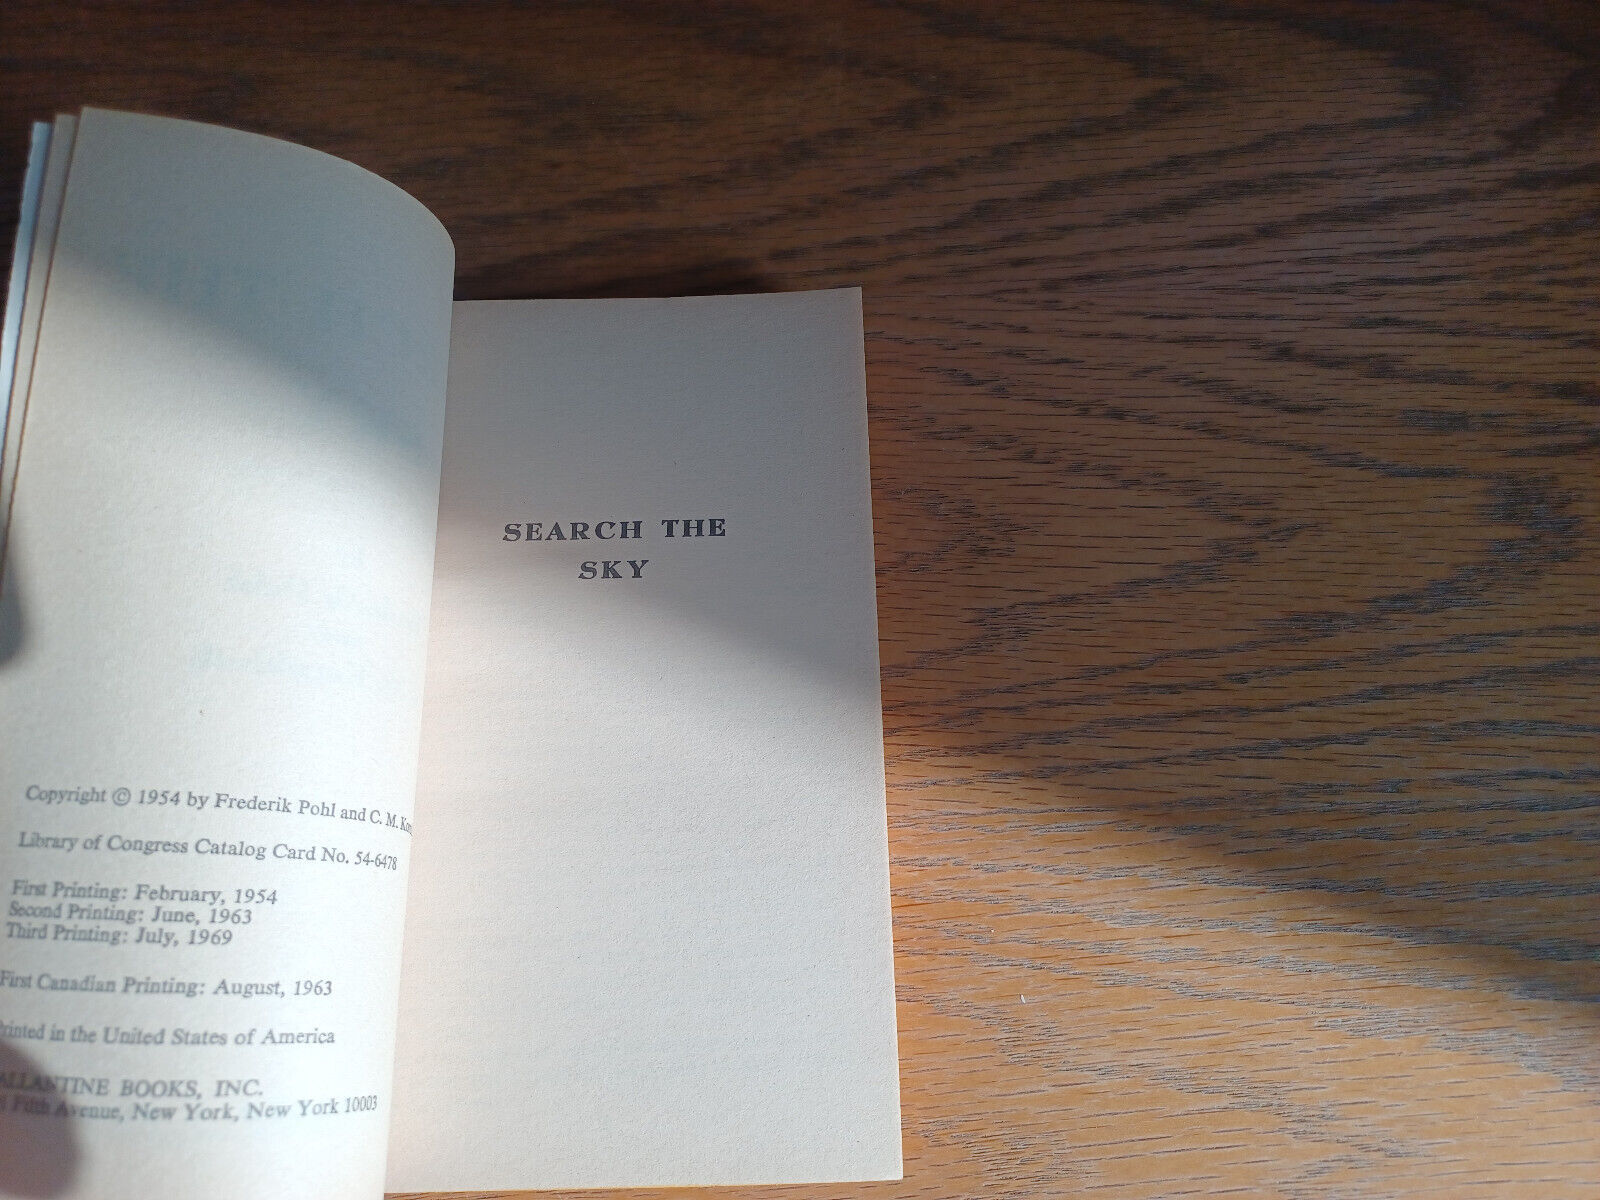 Copyright © 1954 by Frederik Pohl and C. M.
Library of Congress Catalog Card No. 54-6478
First Printing: February, 1954
Second Printing: June, 1963
Third Printing: July, 1969
First Canadian Printing: August, 1963
Printed in the United States of America
BALLANTINE BOOKS, INC.
Fifth Avenue, New York, New York 10003
SEARCH THE
SKY